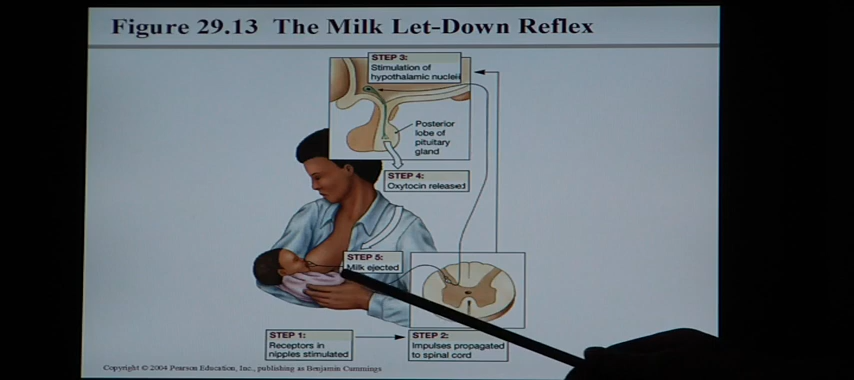 Figure 29.13 The Milk Let-Down Reflex
STEP 3:
Stimulation of
hypothalamic nucleii
Posterior
lobe of
pituitary
gland
STEP 4:
Oxytocin released
STEP 5:
Milk ejected
STEP 1:
Receptors in
nipples stimulated
STEP 2:
Impulses propagated
to spinal cord
Copyright © 2004 Pearson Education, Inc., publishing as Benjamin Cummings